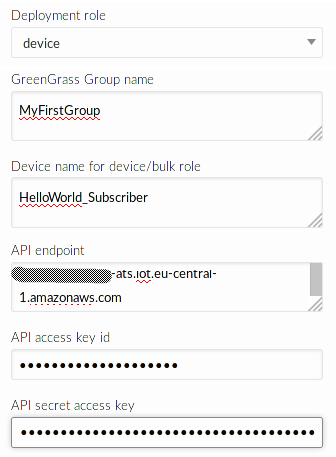 Deployment role
device
GreenGrass Group name
MyFirstGroup
Device name for device/bulk role
HelloWorld_Subscriber
API endpoint
-ats.iot.eu-central-
1.amazonaws.com
API access key id
API secret access key